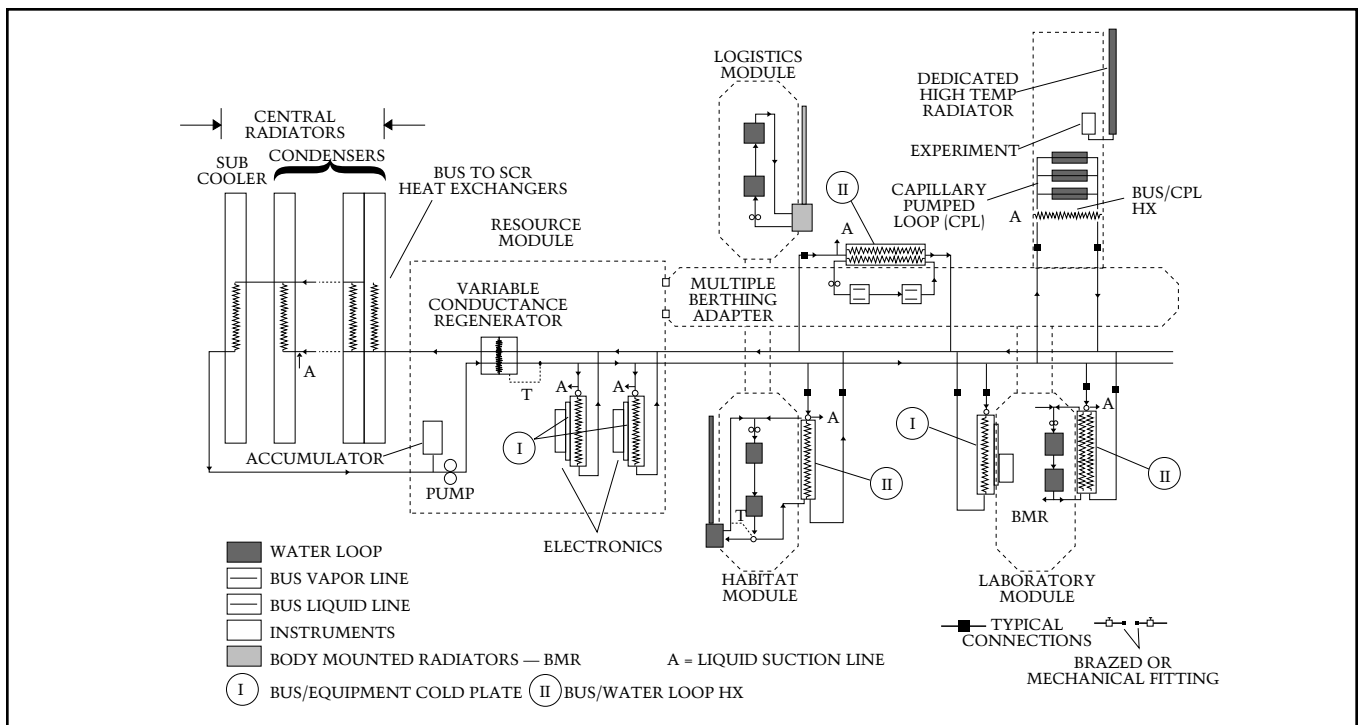 LOGISTICS
MODULE
DEDICATED
HIGH TEMP
RADIATOR
EXPERIMENT
CAPILLARY
PUMPED
LOOP (CPL)
BUS/CPL
HX
A
CENTRAL
RADIATORS
SUB
COOLER
CONDENSERS
BUS TO SCR
HEAT EXCHANGERS
RESOURCE
MODULE
II
A
VARIABLE
CONDUCTANCE
REGENERATOR
MULTIPLE
BERTHING
ADAPTER
A
T
A
A
I
ACCUMULATOR
PUMP
ELECTRONICS
A
II
T
HABITAT
MODULE
I
A
II
BMR
LABORATORY
MODULE
WATER LOOP
BUS VAPOR LINE
BUS LIQUID LINE
INSTRUMENTS
BODY MOUNTED RADIATORS — BMR
A = LIQUID SUCTION LINE
I BUS/EQUIPMENT COLD PLATE II BUS/WATER LOOP HX
TYPICAL
CONNECTIONS
BRAZED OR
MECHANICAL FITTING